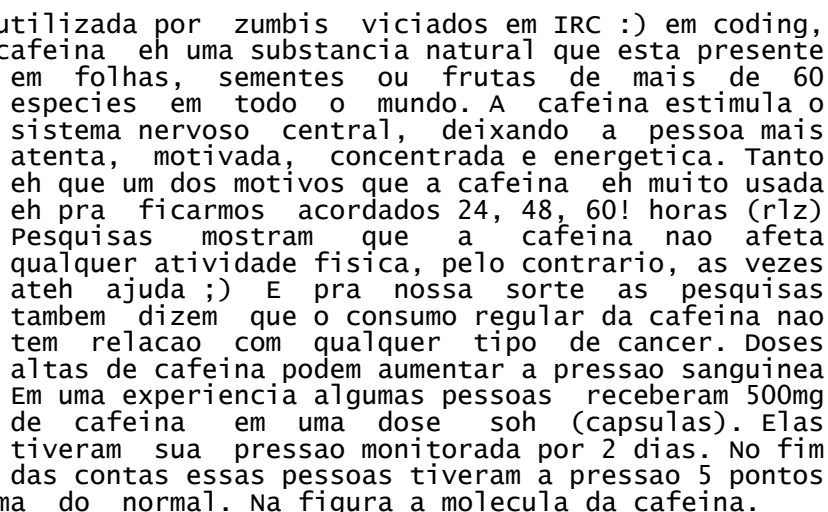 utilizada por zumbis viciados em IRC :) em coding,
cafeina eh uma substancia natural que esta presente
em folhas, sementes ou frutas de mais de 60
especies em todo o mundo. A cafeina estimula o
sistema nervoso central, deixando a pessoa mais
atenta, motivada, concentrada e energetica. Tanto
eh que um dos motivos que a cafeina eh muito usada
eh pra ficarmos acordados 24, 48, 60! horas (rlz)
Pesquisas mostram que a cafeina nao afeta
qualquer atividade fisica, pelo contrario, as vezes
ateh ajuda ;) E pra nossa sorte as pesquisas
tambem dizem que o consumo regular da cafeina nao
tem relacao com qualquer tipo de cancer. Doses
altas de cafeina podem aumentar a pressao sanguinea
Em uma experiencia algumas pessoas receberam 500mg
de cafeina em uma dose soh (capsulas). Elas
tiveram sua pressao monitorada por 2 dias. No fim
das contas essas pessoas tiveram a pressao 5 pontos
ma do normal. Na figura a molecula da cafeina.